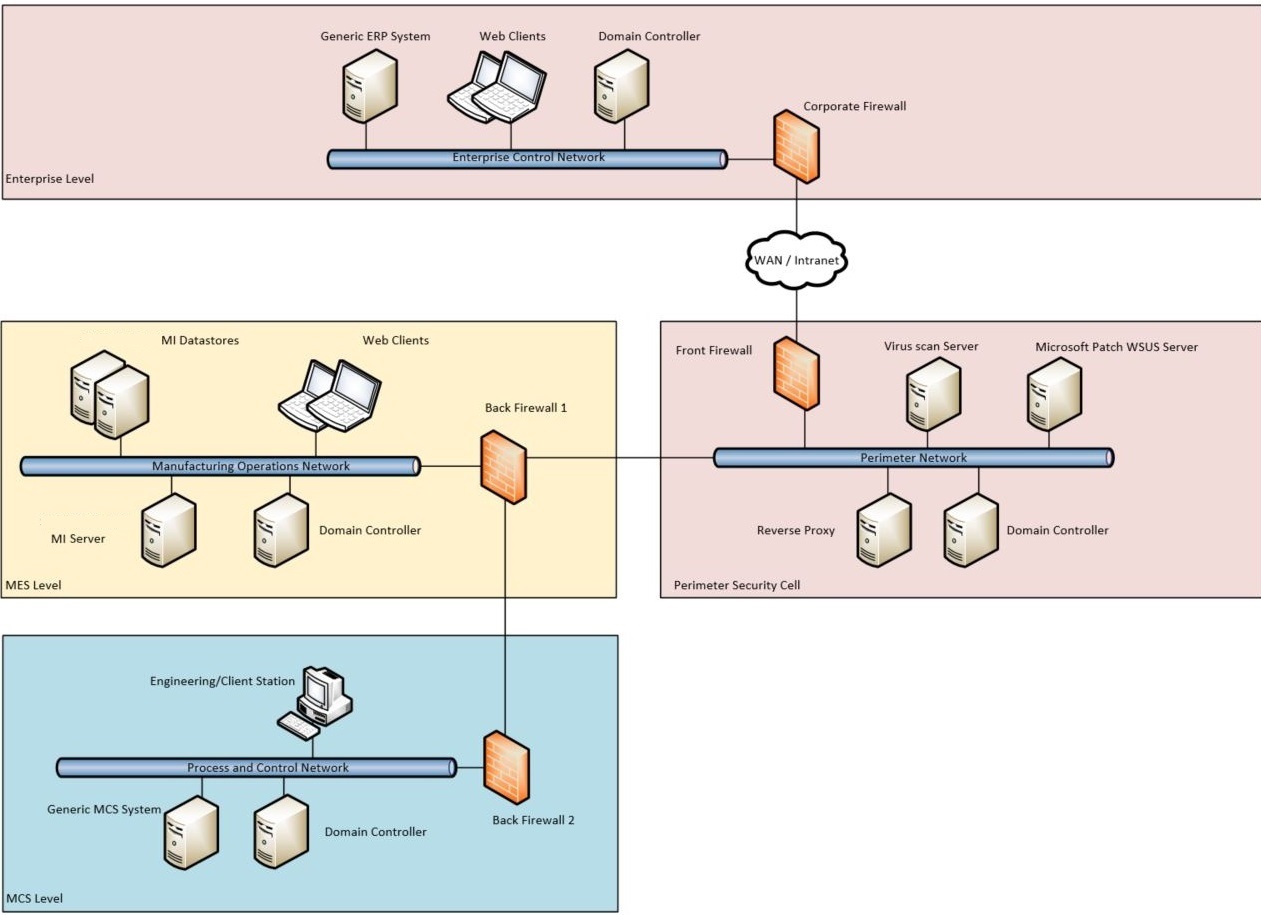 Generic ERP System
Web Clients
Domain Controller
Corporate Firewall
Enterprise Control Network
Enterprise Level
WAN / Intranet
MI Datastores
Web Clients
Back Firewall 1
Manufacturing Operations Network
MI Server
Domain Controller
MES Level
Front Firewall
Virus scan Server
Microsoft Patch WSUS Server
Perimeter Network
Reverse Proxy
Domain Controller
Perimeter Security Cell
Engineering/Client Station
Process and Control Network
Generic MCS System
Domain Controller
Back Firewall 2
MCS Level